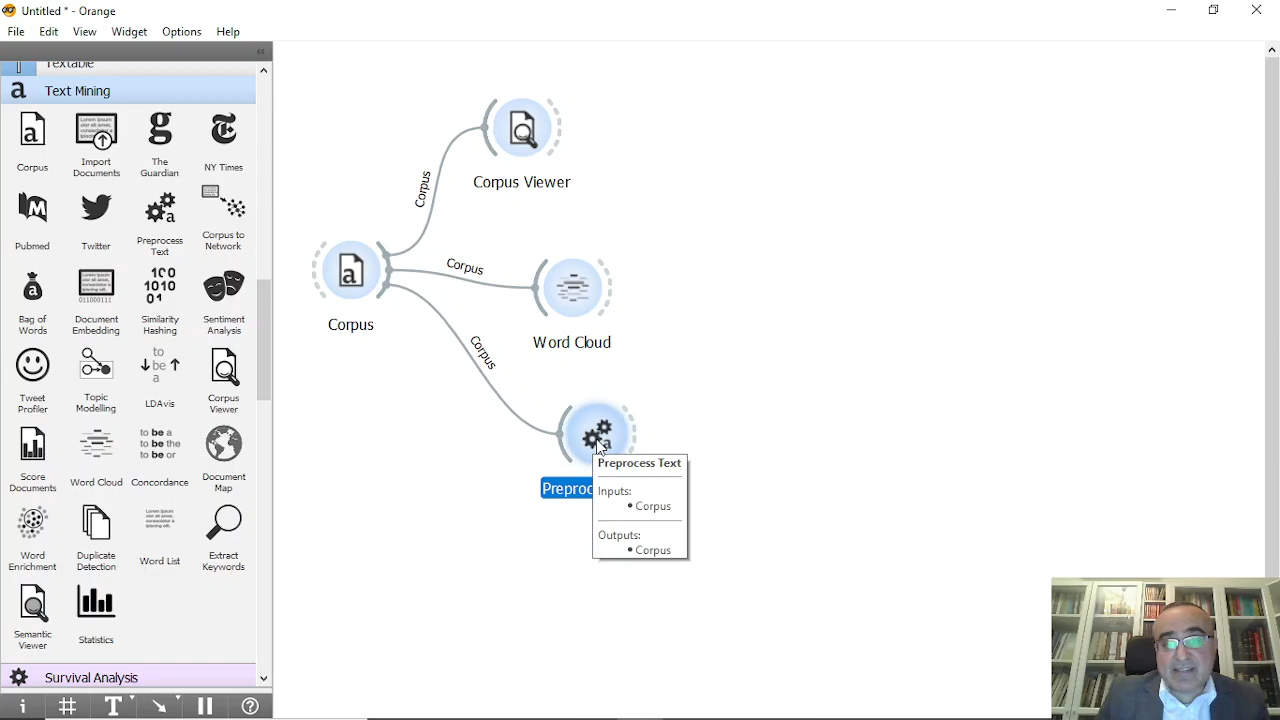 Untitled * - Orange
File Edit View Widget Options Help
Textable
Text Mining
Corpus
Import Documents
The Guardian
NY Times
Pubmed
Twitter
Preprocess Text
Corpus to Network
Bag of Words
Document Embedding
Similarity Hashing
Sentiment Analysis
Tweet Profiler
Topic Modelling
LDAvis
Corpus Viewer
Score Documents
Word Cloud
Concordance
Document Map
Word Enrichment
Duplicate Detection
Word List
Extract Keywords
Semantic Viewer
Statistics
Survival Analysis
Corpus
Corpus Viewer
Corpus
Corpus
Word Cloud
Corpus
Preproc
Preprocess Text
Inputs:
• Corpus
Outputs:
• Corpus